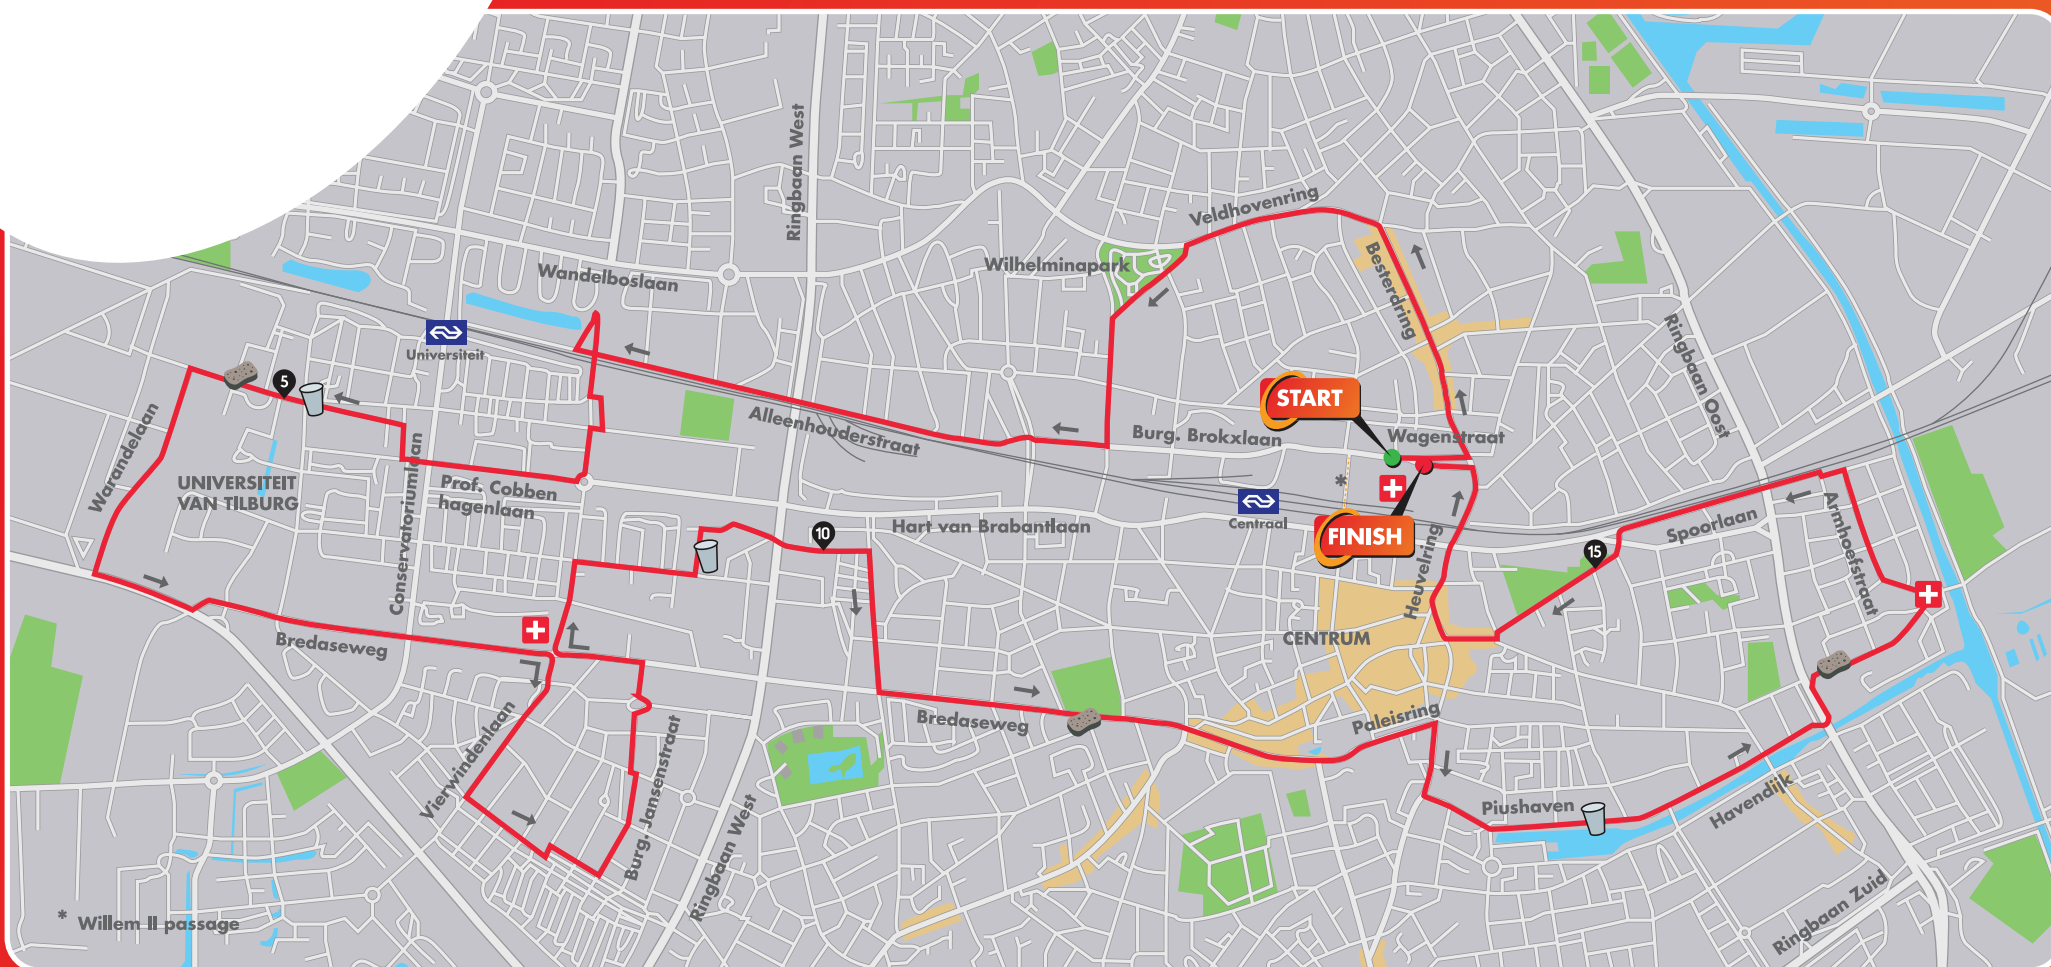 Ringbaan West
Veldhovenring
Wilhelminapark
Wandelboslaan
Besterdring
Universiteit
Ringbaan Oost
5
START
Warandelaan
Alleenhouderstraat
Burg. Brokxlaan
Wagenstraat
UNIVERSITEIT
VAN TILBURG
Conservatoriumlaan
Prof. Cobben
hagenlaan
*
Centraal
Hart van Brabantlaan
10
FINISH
Heuvelring
15
Spoorlaan
Armhoefstraat
Bredaseweg
CENTRUM
Vierwindenlaan
Burg. Jansenstraat
Bredaseweg
Paleisring
Ringbaan West
Piushaven
Havendijk
Ringbaan Zuid
* Willem II passage